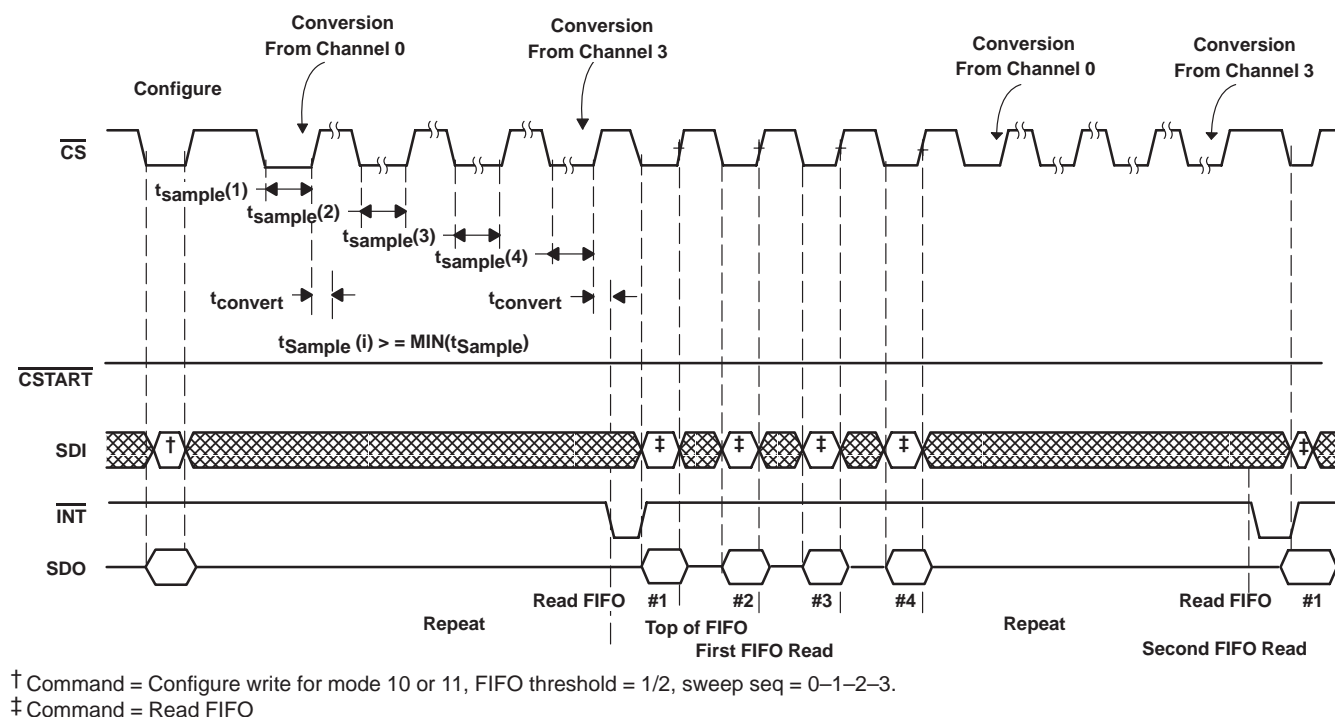 Conversion
From Channel 0
Conversion
From Channel 3
Conversion
From Channel 0
Conversion
From Channel 3
Configure
CS
tsample(1)
tsample(2)
tsample(3)
tsample(4)
tconvert
tconvert
tSample (i) > = MIN(tSample)
CSTART
SDI
†
‡
‡
‡
‡
‡
INT
SDO
Read FIFO
#1
#2
#3
#4
Read FIFO
#1
Repeat
Top of FIFO
Repeat
First FIFO Read
Second FIFO Read
† Command = Configure write for mode 10 or 11, FIFO threshold = 1/2, sweep seq = 0–1–2–3.
‡ Command = Read FIFO